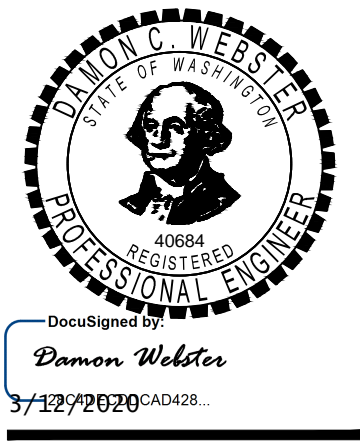 DAMON C. WEBSTER
STATE OF WASHINGTON
40684
REGISTERED
PROFESSIONAL ENGINEER
DocuSigned by:
Damon Webster
3/12/2020